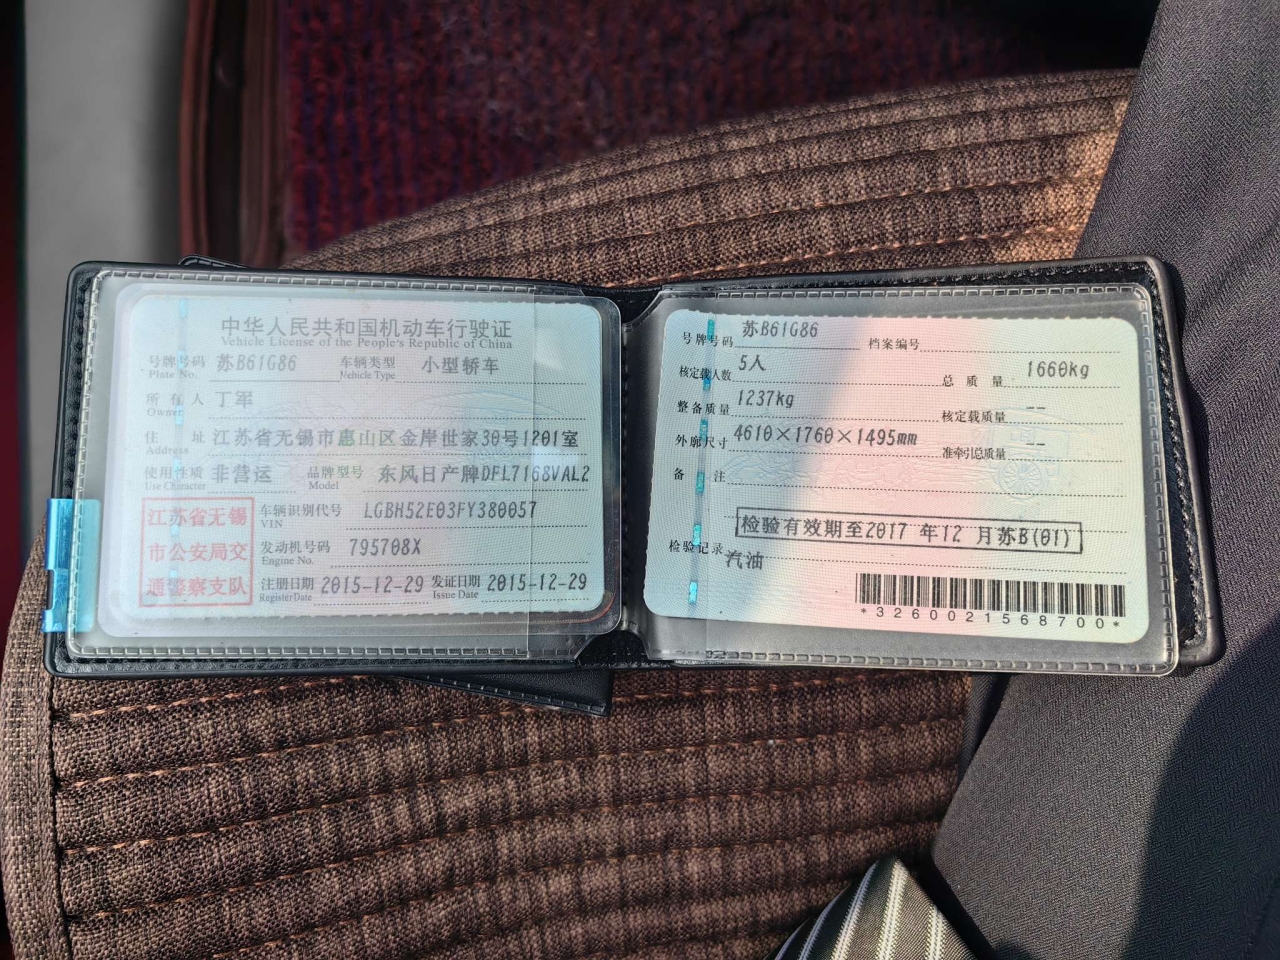 中华人民共和国机动车行驶证
Vehicle License of the People's Republic of China
号牌号码 苏B61G86 车辆类型 小型轿车
Plate No. Vehicle Type
所有人 丁军
Owner
住 址 江苏省无锡市惠山区金岸世家30号1201室
Address
使用性质 非营运 品牌型号 东风日产牌DFL7168VAL2
Use Character Model
江苏省无锡
市公安局交
通警察支队
车辆识别代号 LGBH52E03FY380057
VIN
发动机号码 795708X
Engine No.
注册日期 2015-12-29 发证日期 2015-12-29
Register Date Issue Date
号牌号码 苏B61G86 档案编号
核定载人数 5人 总质量 1660kg
整备质量 1237kg 核定载质量 --
外廓尺寸 4610×1760×1495mm 准牵引总质量 --
备 注
检验有效期至2017 年12 月苏B(01)
检验记录
汽油
*3260021568700*